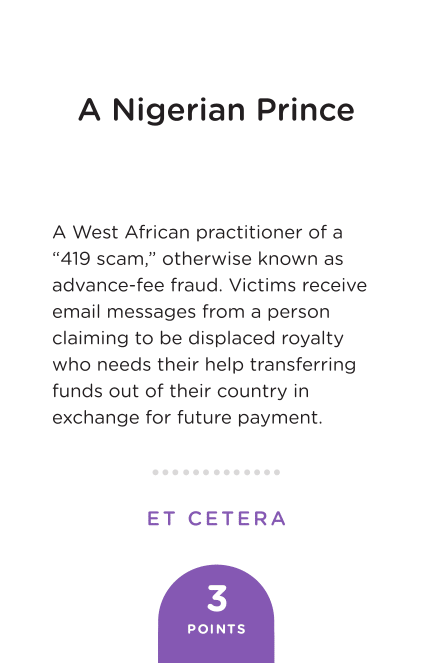 A Nigerian Prince
A West African practitioner of a
“419 scam,” otherwise known as
advance-fee fraud. Victims receive
email messages from a person
claiming to be displaced royalty
who needs their help transferring
funds out of their country in
exchange for future payment.
ET CETERA
3
POINTS